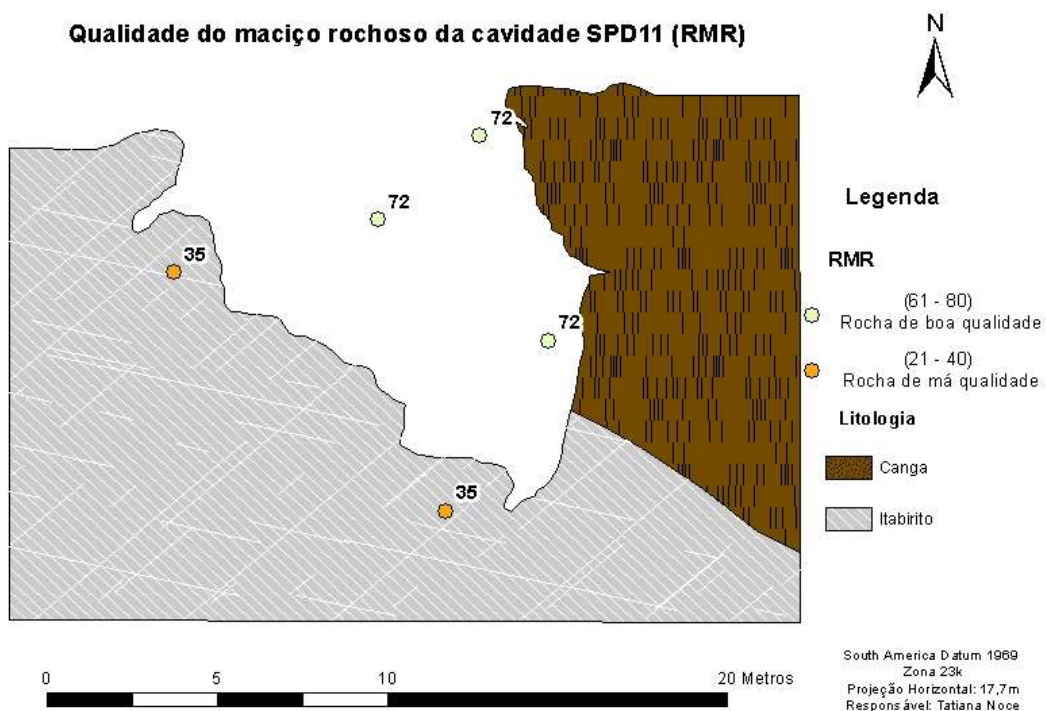 Qualidade do maciço rochoso da cavidade SPD11 (RMR)
N
72
72
35
72
35
Legenda
RMR
(61 - 80)
Rocha de boa qualidade
(21 - 40)
Rocha de má qualidade
Litologia
Canga
Itabirito
0 5 10 20 Metros
South America Datum 1969
Zona 23k
Projeção Horizontal: 17,7m
Responsável: Tatiana Noce